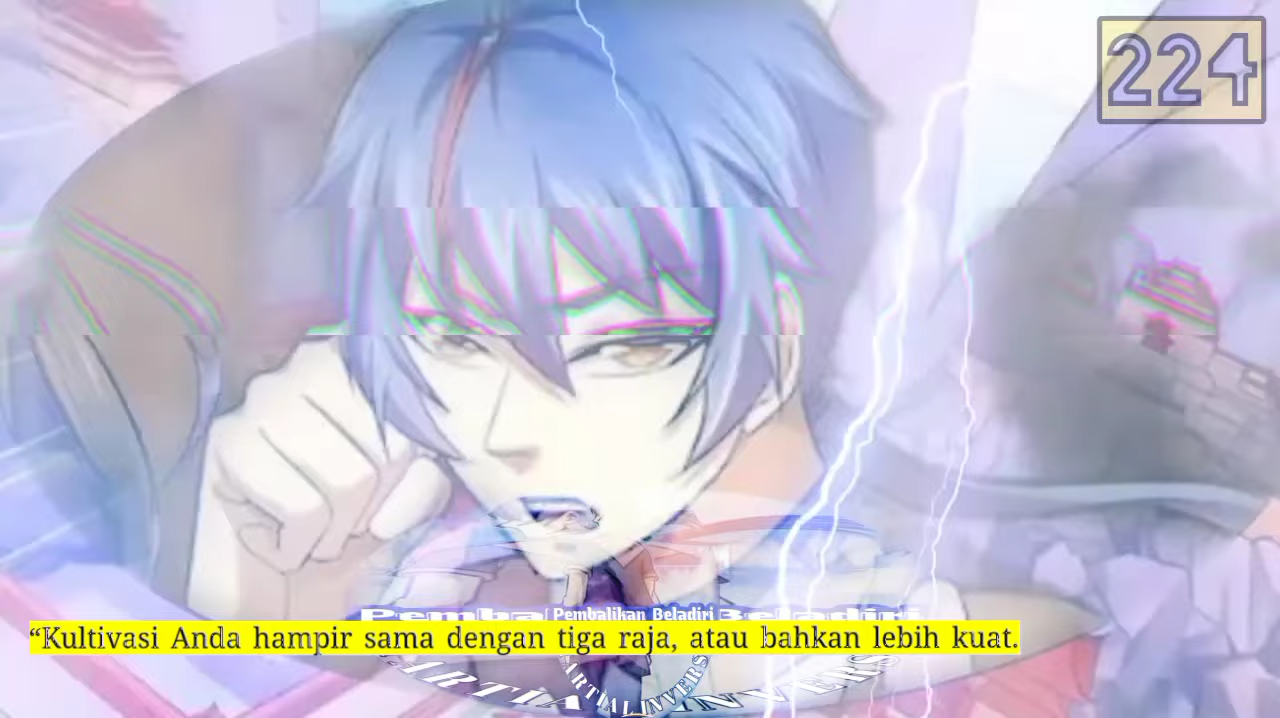 224
Pembalikan Beladiri
“Kultivasi Anda hampir sama dengan tiga raja, atau bahkan lebih kuat.